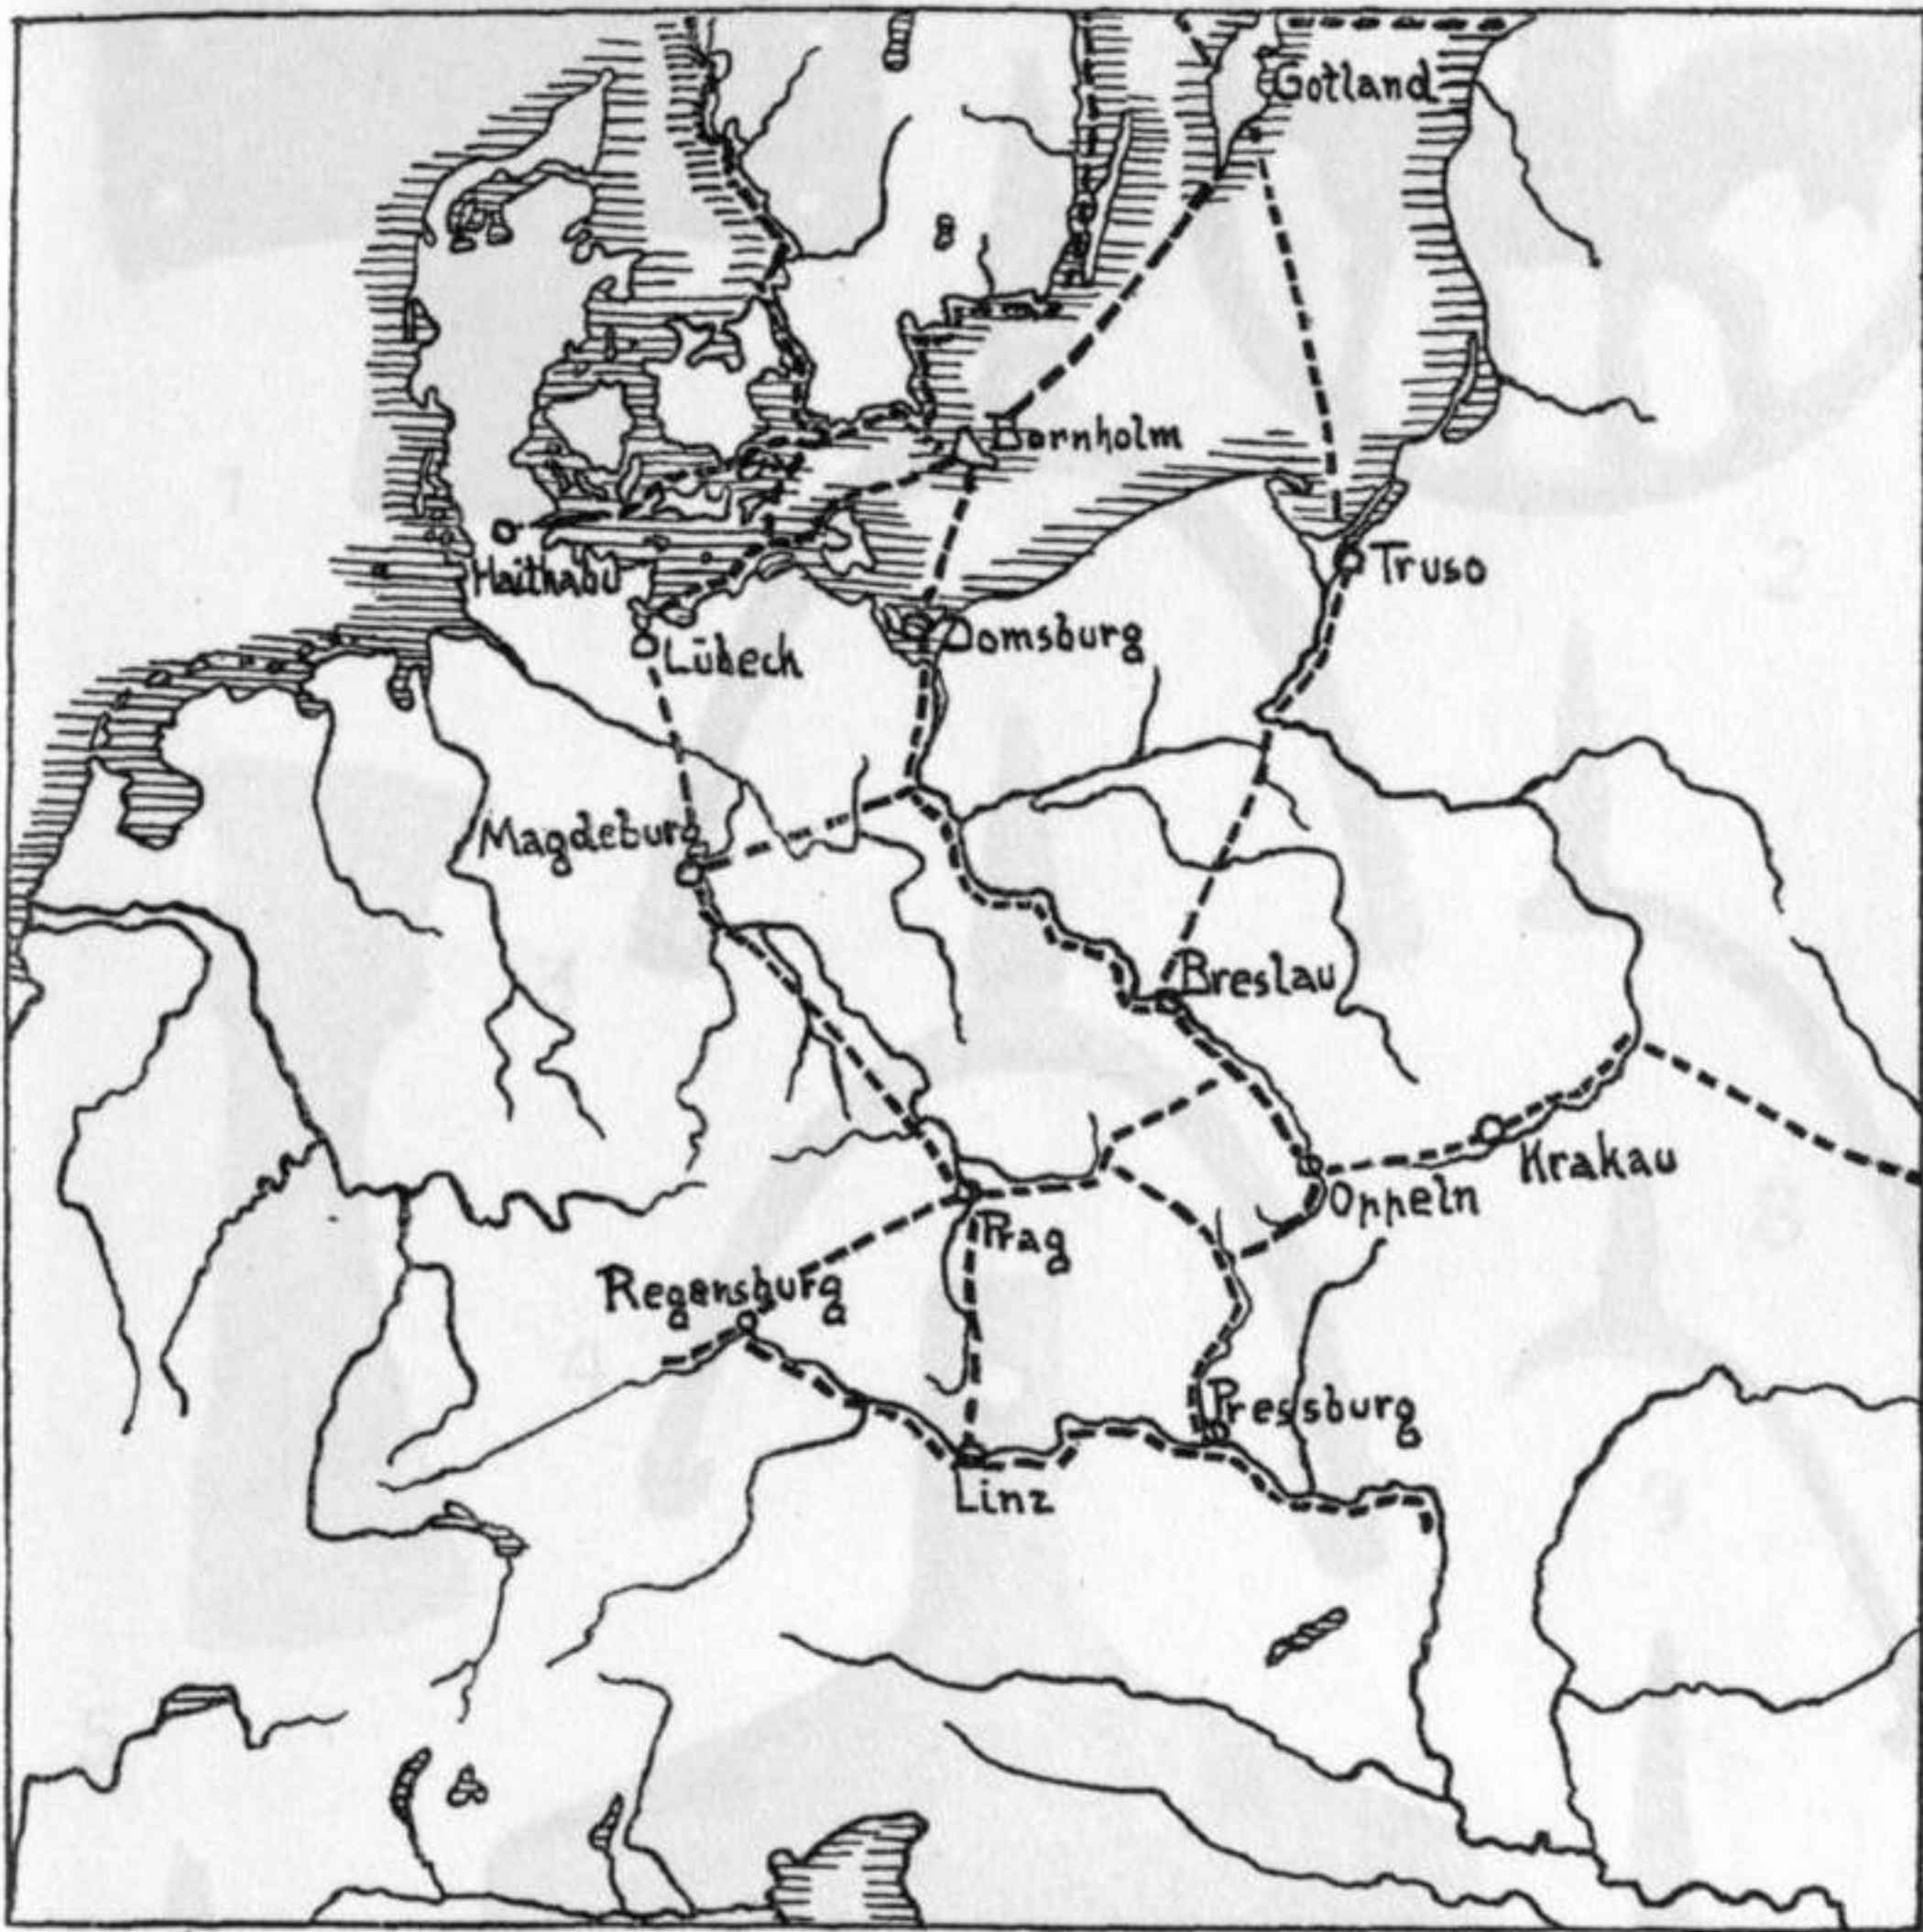 Gotland
Bornholm
Haithabu
Truso
Lübeck
Domsburg
Magdeburg
Breslau
Krakau
Oppeln
Prag
Regensburg
Pressburg
Linz